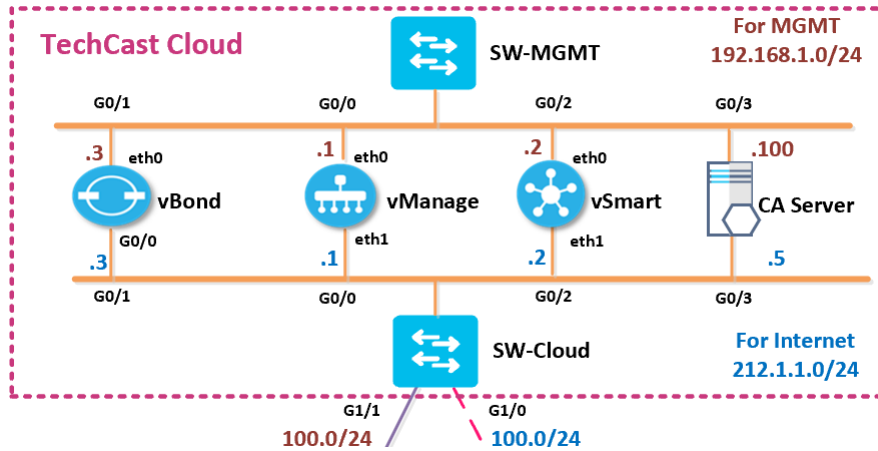 TechCast Cloud
SW-MGMT
For MGMT
192.168.1.0/24
G0/1
G0/0
G0/2
G0/3
.3
eth0
.1
eth0
.2
eth0
.100
vBond
vManage
vSmart
CA Server
G0/0
eth1
eth1
.3
.1
.2
.5
G0/1
G0/0
G0/2
G0/3
SW-Cloud
For Internet
212.1.1.0/24
G1/1
G1/0
100.0/24
100.0/24